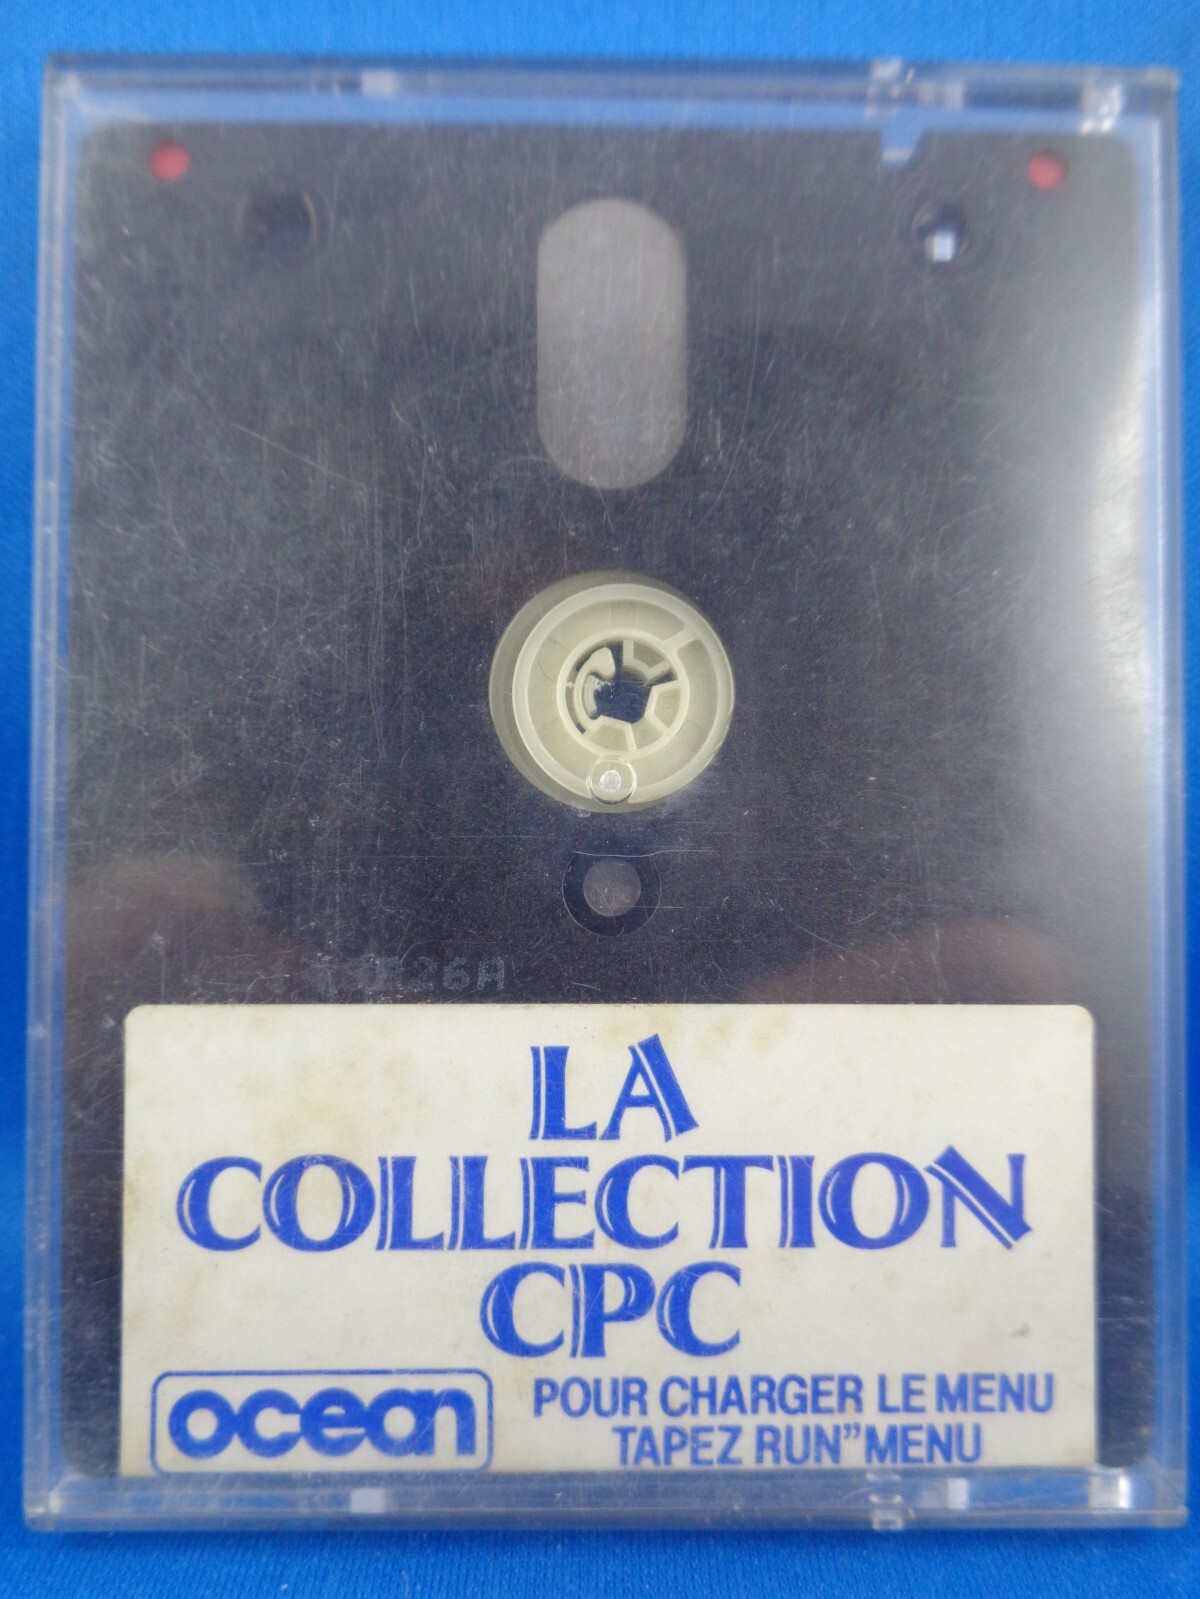 LA
COLLECTION
CPC
ocean
POUR CHARGER LE MENU
TAPEZ RUN”MENU